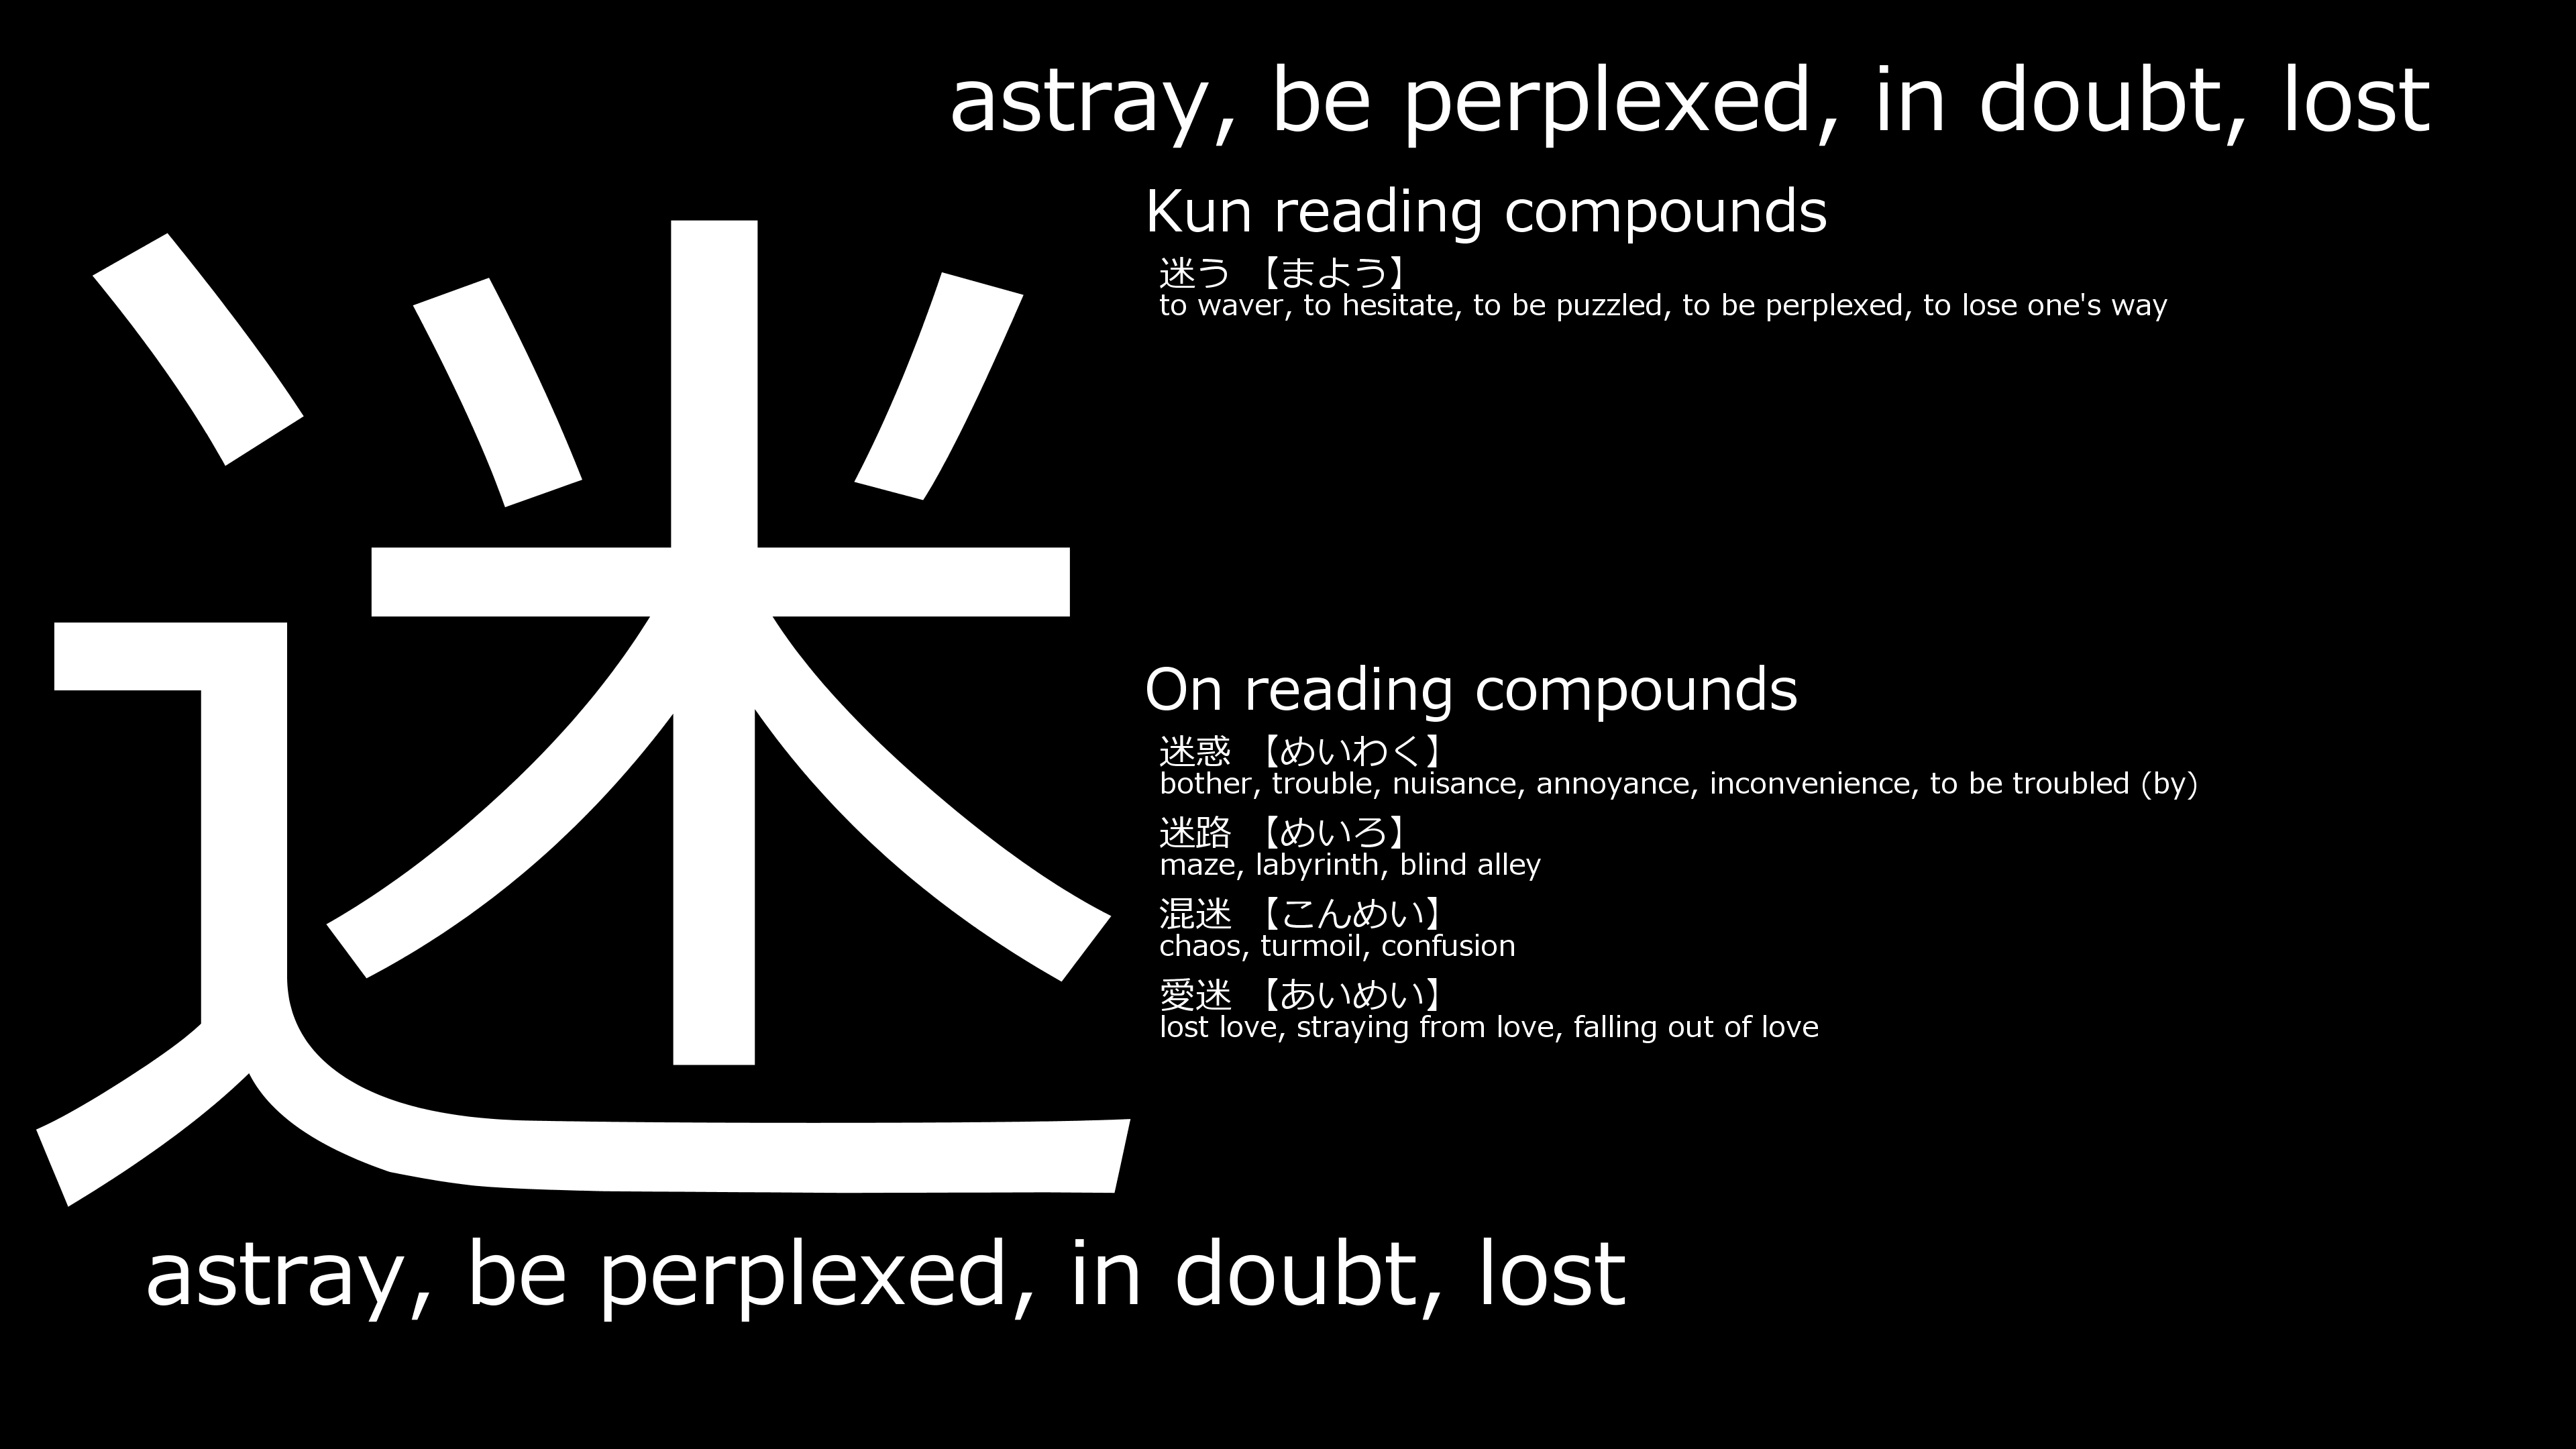 astray, be perplexed, in doubt, lost
迷
Kun reading compounds
迷う 【まよう】
to waver, to hesitate, to be puzzled, to be perplexed, to lose one's way
On reading compounds
迷惑 【めいわく】
bother, trouble, nuisance, annoyance, inconvenience, to be troubled (by)
迷路 【めいろ】
maze, labyrinth, blind alley
混迷 【こんめい】
chaos, turmoil, confusion
愛迷 【あいめい】
lost love, straying from love, falling out of love
astray, be perplexed, in doubt, lost